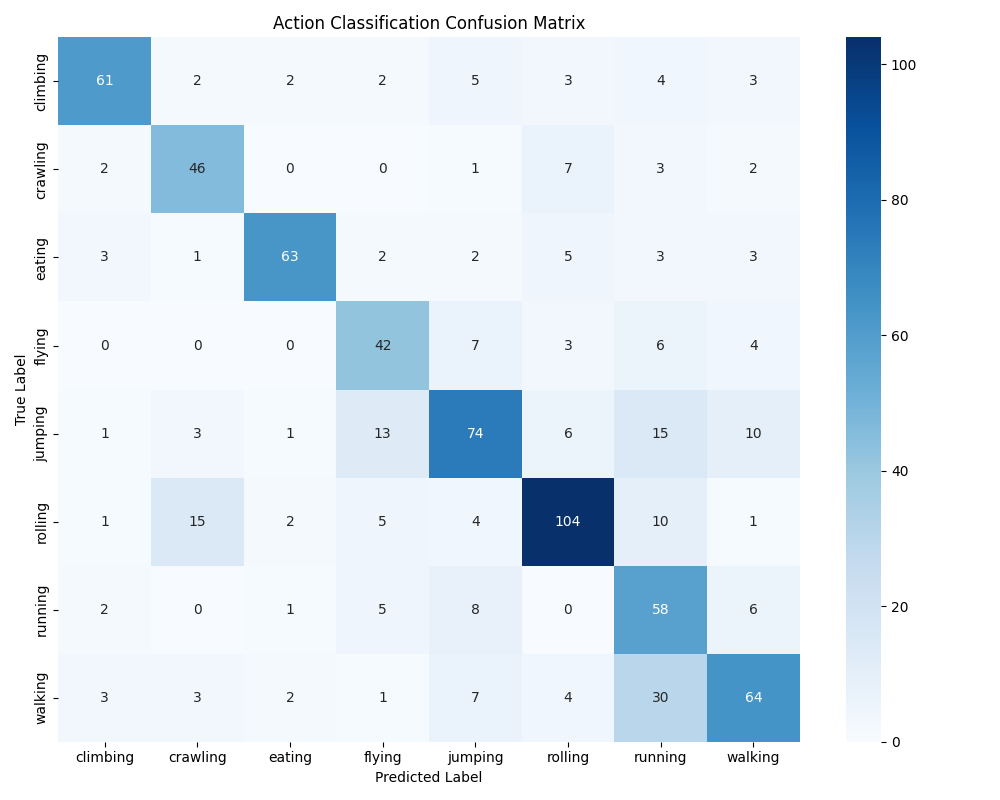 Action Classification Confusion Matrix
climbing 61 2 2 2 5 3 4 3
crawling 2 46 0 0 1 7 3 2
eating 3 1 63 2 2 5 3 3
flying 0 0 0 42 7 3 6 4
jumping 1 3 1 13 74 6 15 10
rolling 1 15 2 5 4 104 10 1
running 2 0 1 5 8 0 58 6
walking 3 3 2 1 7 4 30 64
climbing crawling eating flying jumping rolling running walking
True Label
Predicted Label
100
80
60
40
20
0